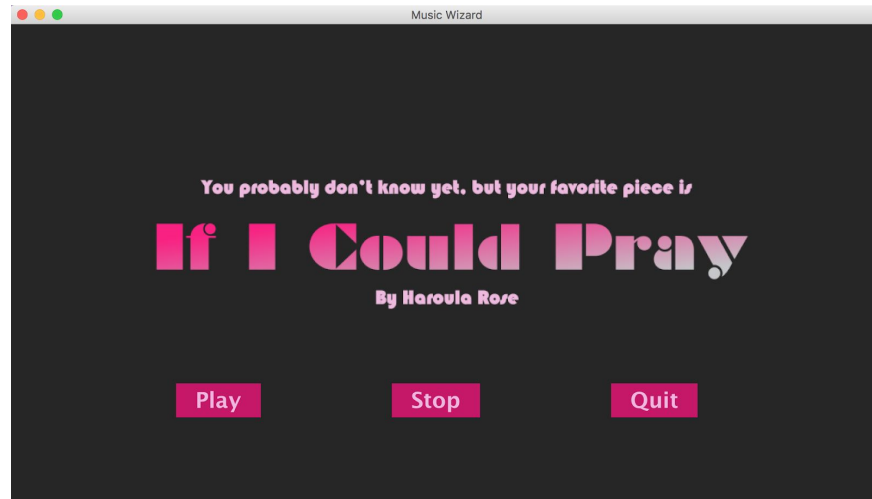 Music Wizard
You probably don't know yet, but your favorite piece is
If I Could Pray
By Haroula Rose
Play Stop Quit